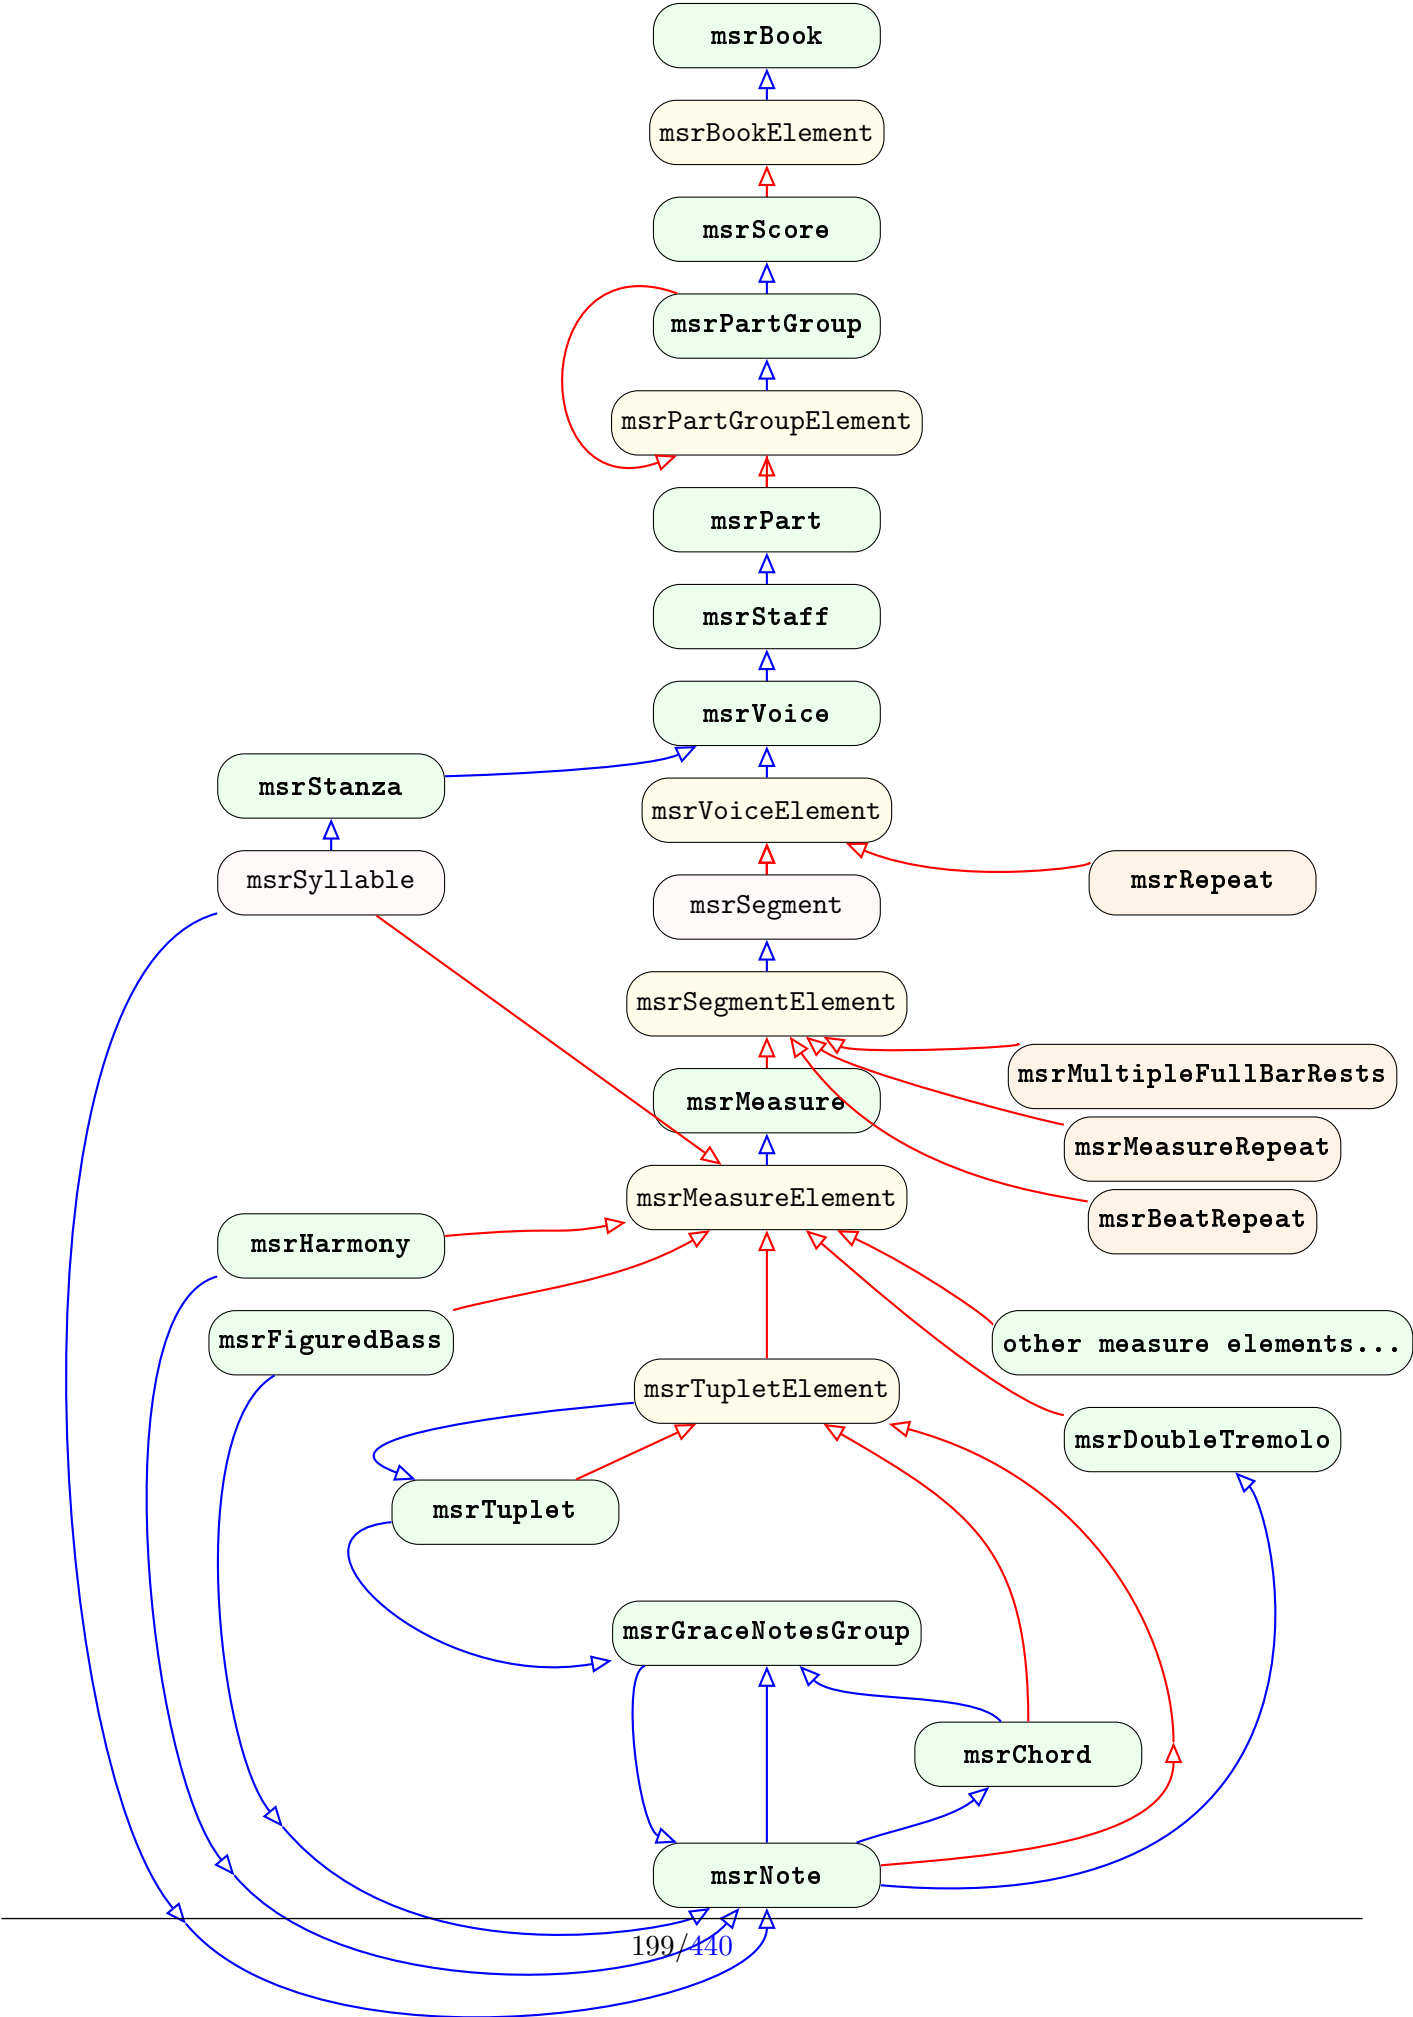 msrBook
msrBookElement
msrScore
msrPartGroup
msrPartGroupElement
msrPart
msrStaff
msrVoice
msrStanza
msrVoiceElement
msrSyllable
msrRepeat
msrSegment
msrSegmentElement
msrMultipleFullBarRests
msrMeasure
msrMeasureRepeat
msrMeasureElement
msrBeatRepeat
msrHarmony
msrFiguredBass
other measure elements...
msrTupletElement
msrDoubleTremolo
msrTuplet
msrGraceNotesGroup
msrChord
msrNote
199/440